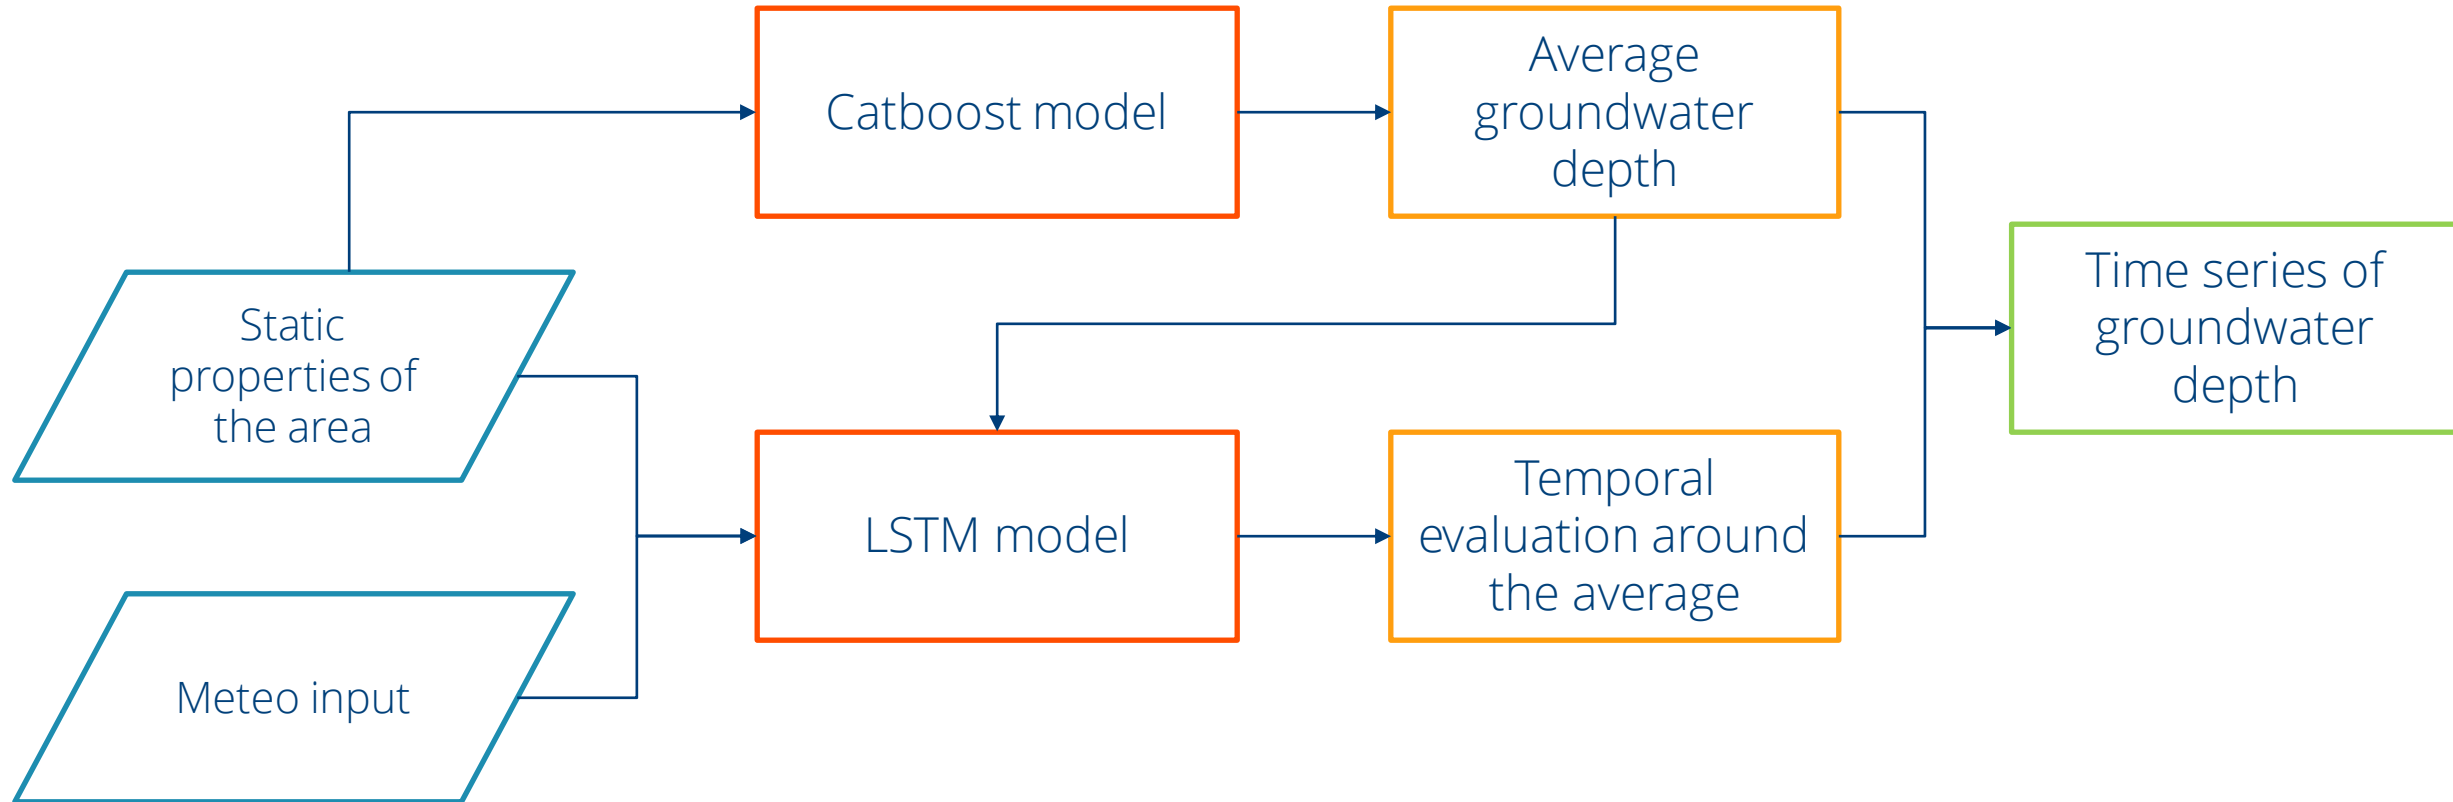 Catboost model
Average
groundwater
depth
Static
properties of
the area
Time series of
groundwater
depth
LSTM model
Temporal
evaluation around
the average
Meteo input